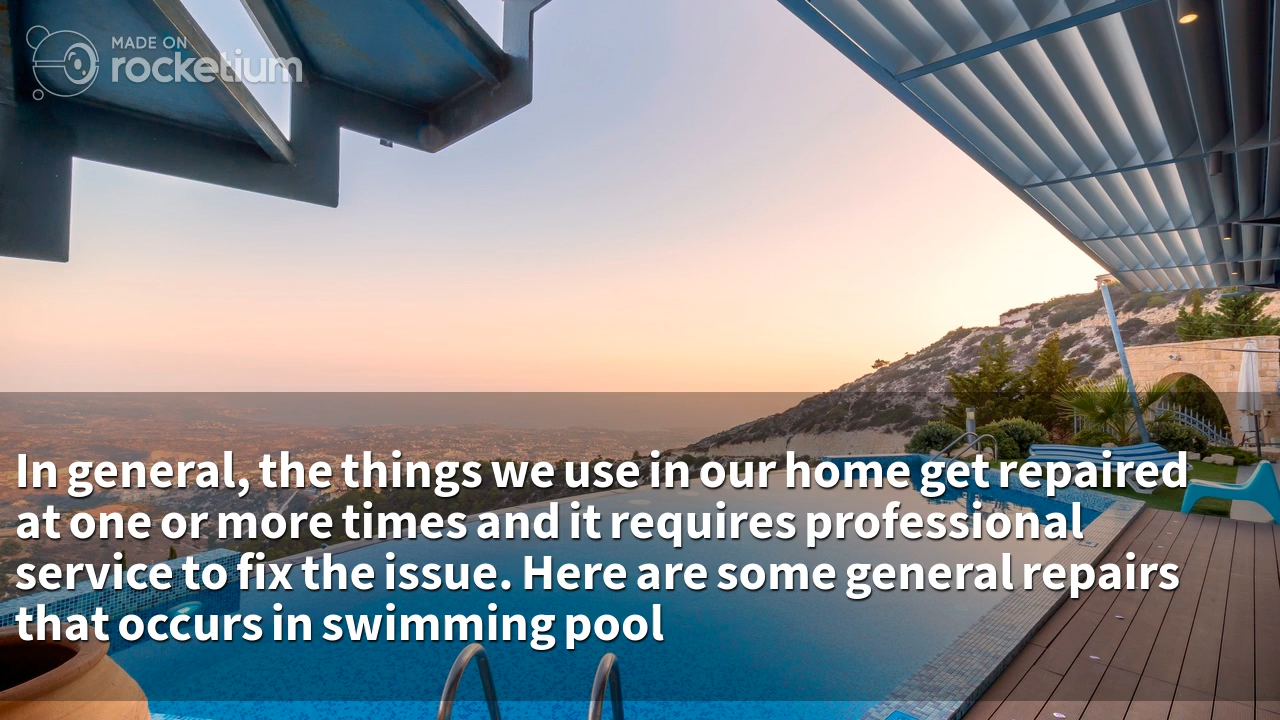 MADE ON
rocketium
In general, the things we use in our home get repaired
at one or more times and it requires professional
service to fix the issue. Here are some general repairs
that occurs in swimming pool